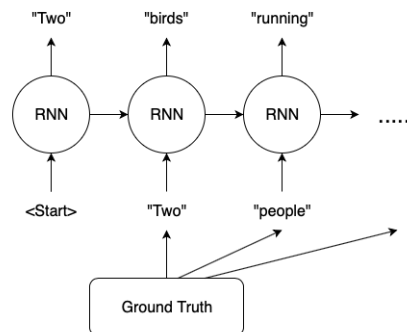 "Two" "birds" "running"
RNN RNN RNN .....
<Start> "Two" "people"
Ground Truth